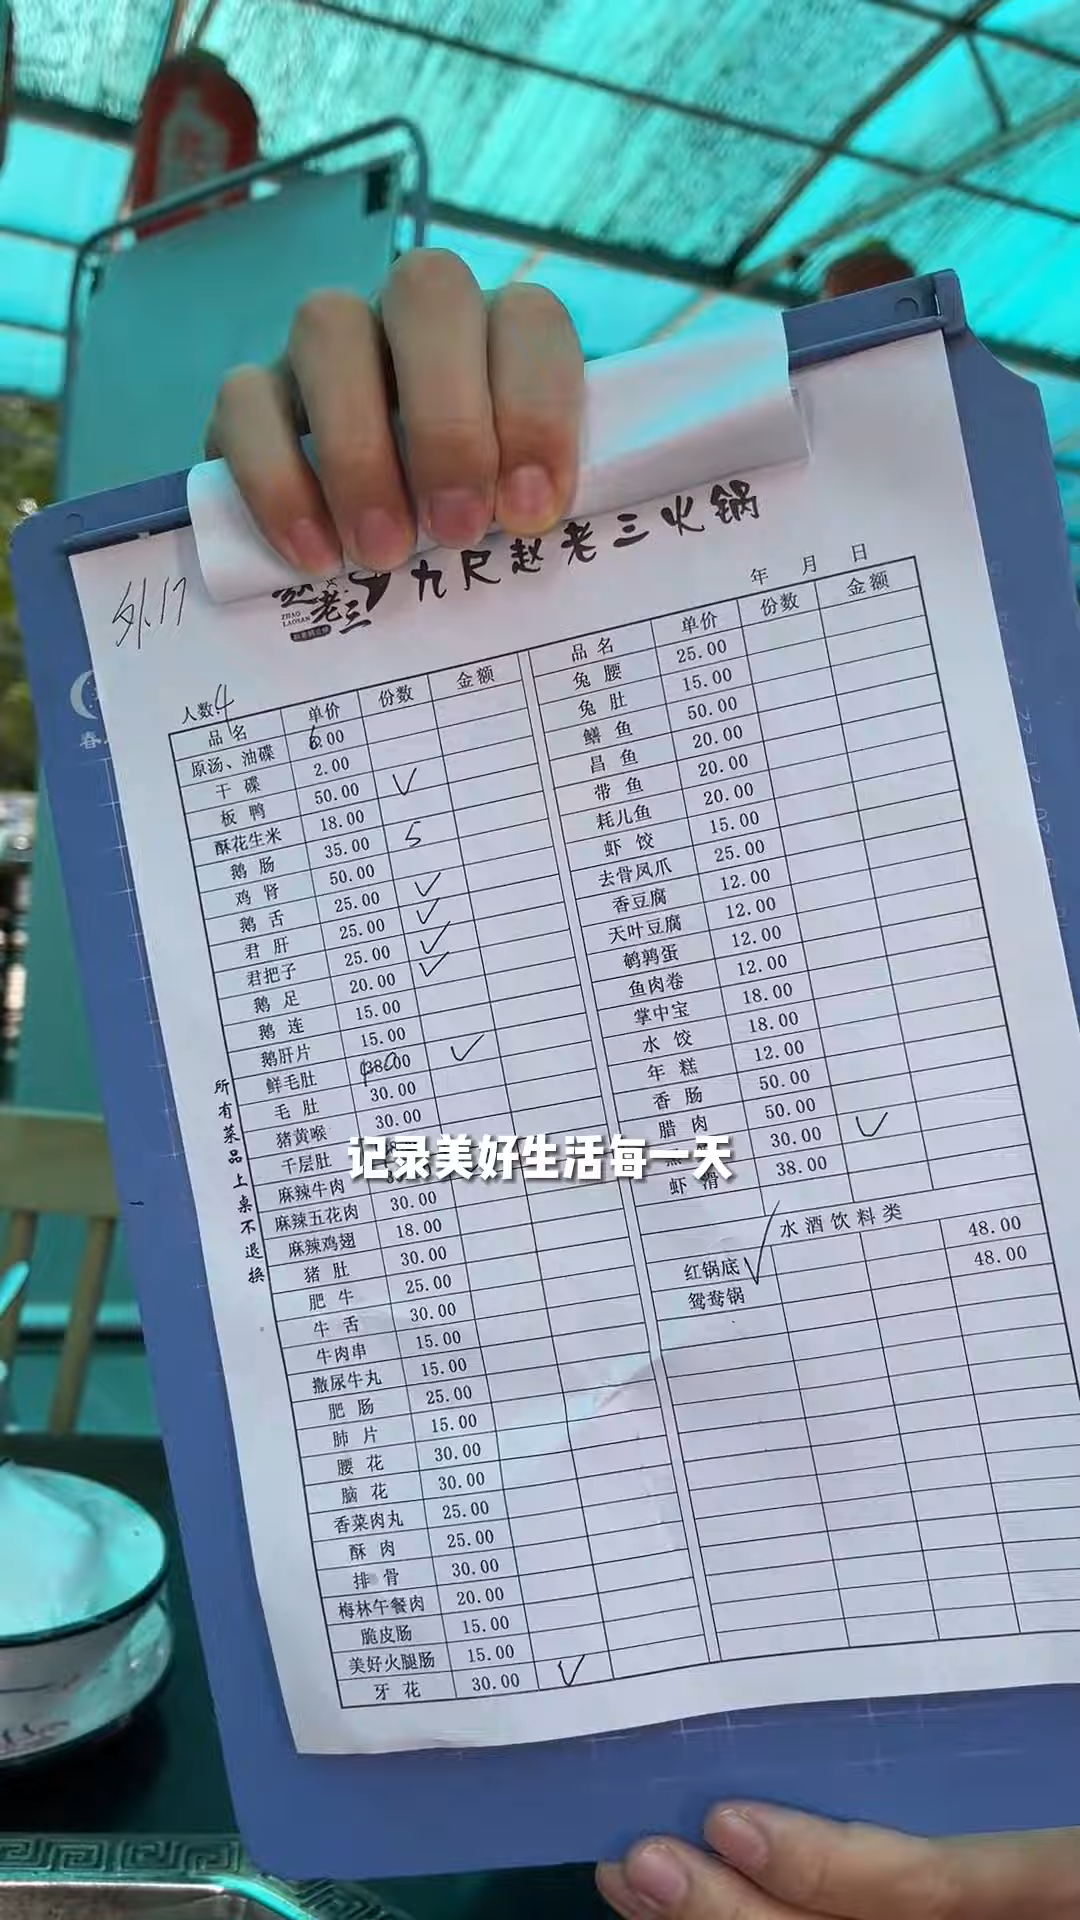 九尺赵老三火锅
赵老三
ZHAO LAOSAN
外.17
年 月 日
人数:4
品名 单价 份数 金额
原汤、油碟 6.00
干碟 2.00
板鸭 50.00 ✓
酥花生米 18.00
鹅肠 35.00 5
鸡肾 50.00
鹅舌 25.00 ✓
君肝 25.00 ✓
君把子 25.00 ✓
鹅足 20.00 ✓
鹅连 15.00
鹅肝片 15.00
鲜毛肚 ✓
毛肚 30.00
猪黄喉 30.00
千层肚
麻辣牛肉
麻辣五花肉 30.00
麻辣鸡翅 18.00
猪肚 30.00
肥牛 25.00
牛舌 30.00
牛肉串 15.00
撒尿牛丸 15.00
肥肠 25.00
肺片 15.00
腰花 30.00
脑花 30.00
香菜肉丸 25.00
酥肉 25.00
排骨 30.00
梅林午餐肉 20.00
脆皮肠 15.00
美好火腿肠 15.00
牙花 30.00 ✓
品名 单价 份数 金额
兔腰 25.00
兔肚 15.00
鳝鱼 50.00
昌鱼 20.00
带鱼 20.00
耗儿鱼 20.00
虾饺 15.00
去骨凤爪 25.00
香豆腐 12.00
天叶豆腐 12.00
鹌鹑蛋 12.00
鱼肉卷 12.00
掌中宝 18.00
水饺 18.00
年糕 12.00
香肠 50.00
腊肉 50.00
30.00 ✓
虾滑 38.00
水酒饮料类
红锅底 ✓ 48.00
鸳鸯锅 48.00
所有菜品上桌不退换
记录美好生活每一天